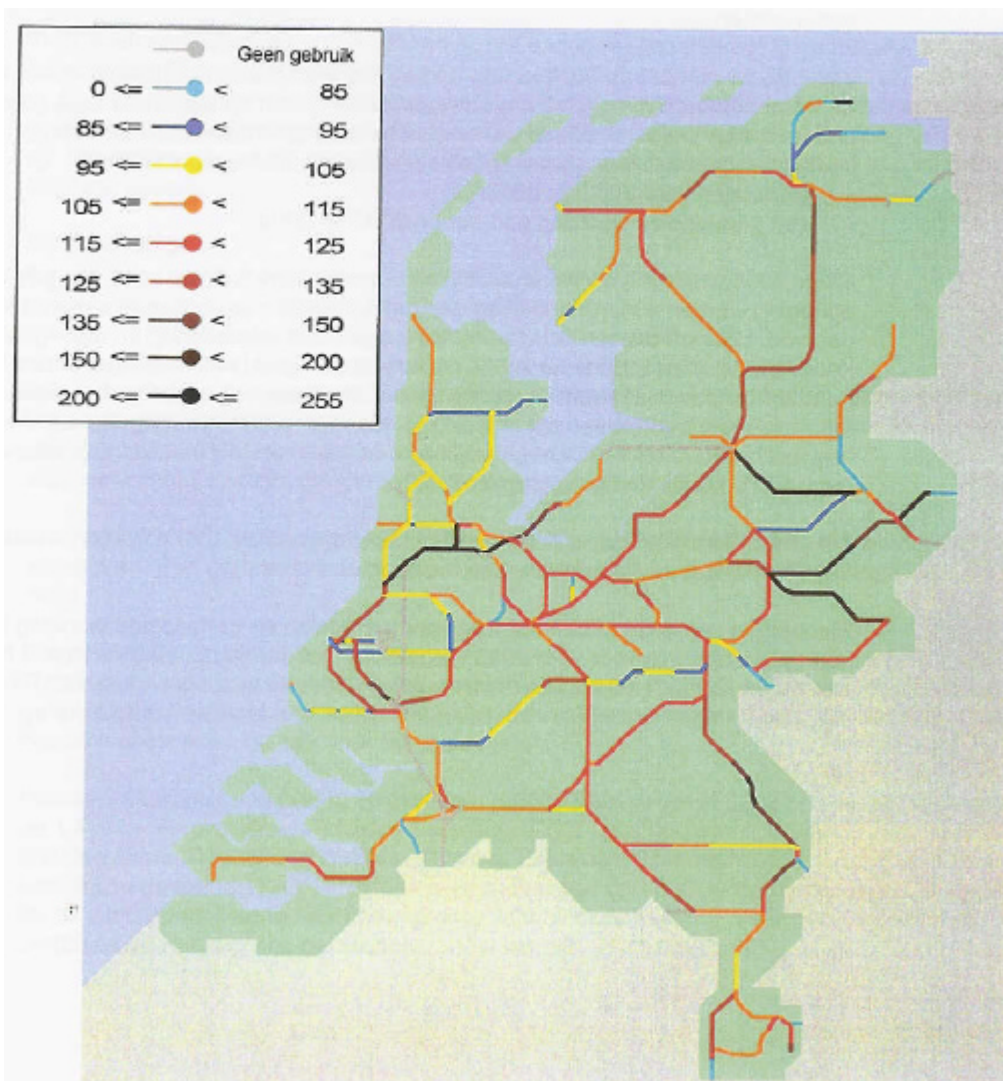 Geen gebruik
0 <= < 85
85 <= < 95
95 <= < 105
105 <= < 115
115 <= < 125
125 <= < 135
135 <= < 150
150 <= < 200
200 <= <= 255